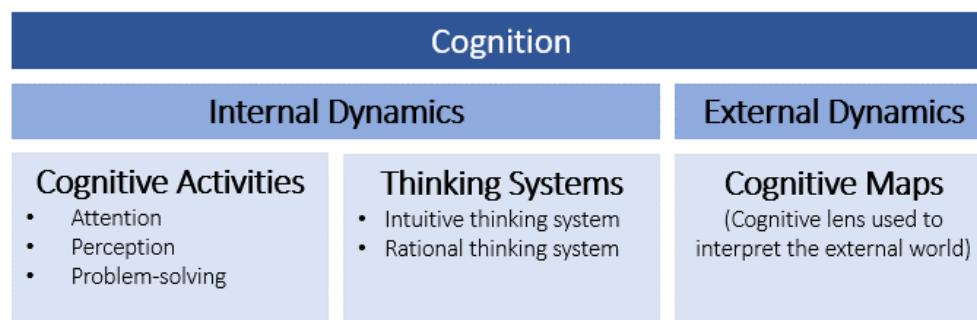 Cognition
Internal Dynamics
External Dynamics
Cognitive Activities
• Attention
• Perception
• Problem-solving
Thinking Systems
• Intuitive thinking system
• Rational thinking system
Cognitive Maps
(Cognitive lens used to
interpret the external world)